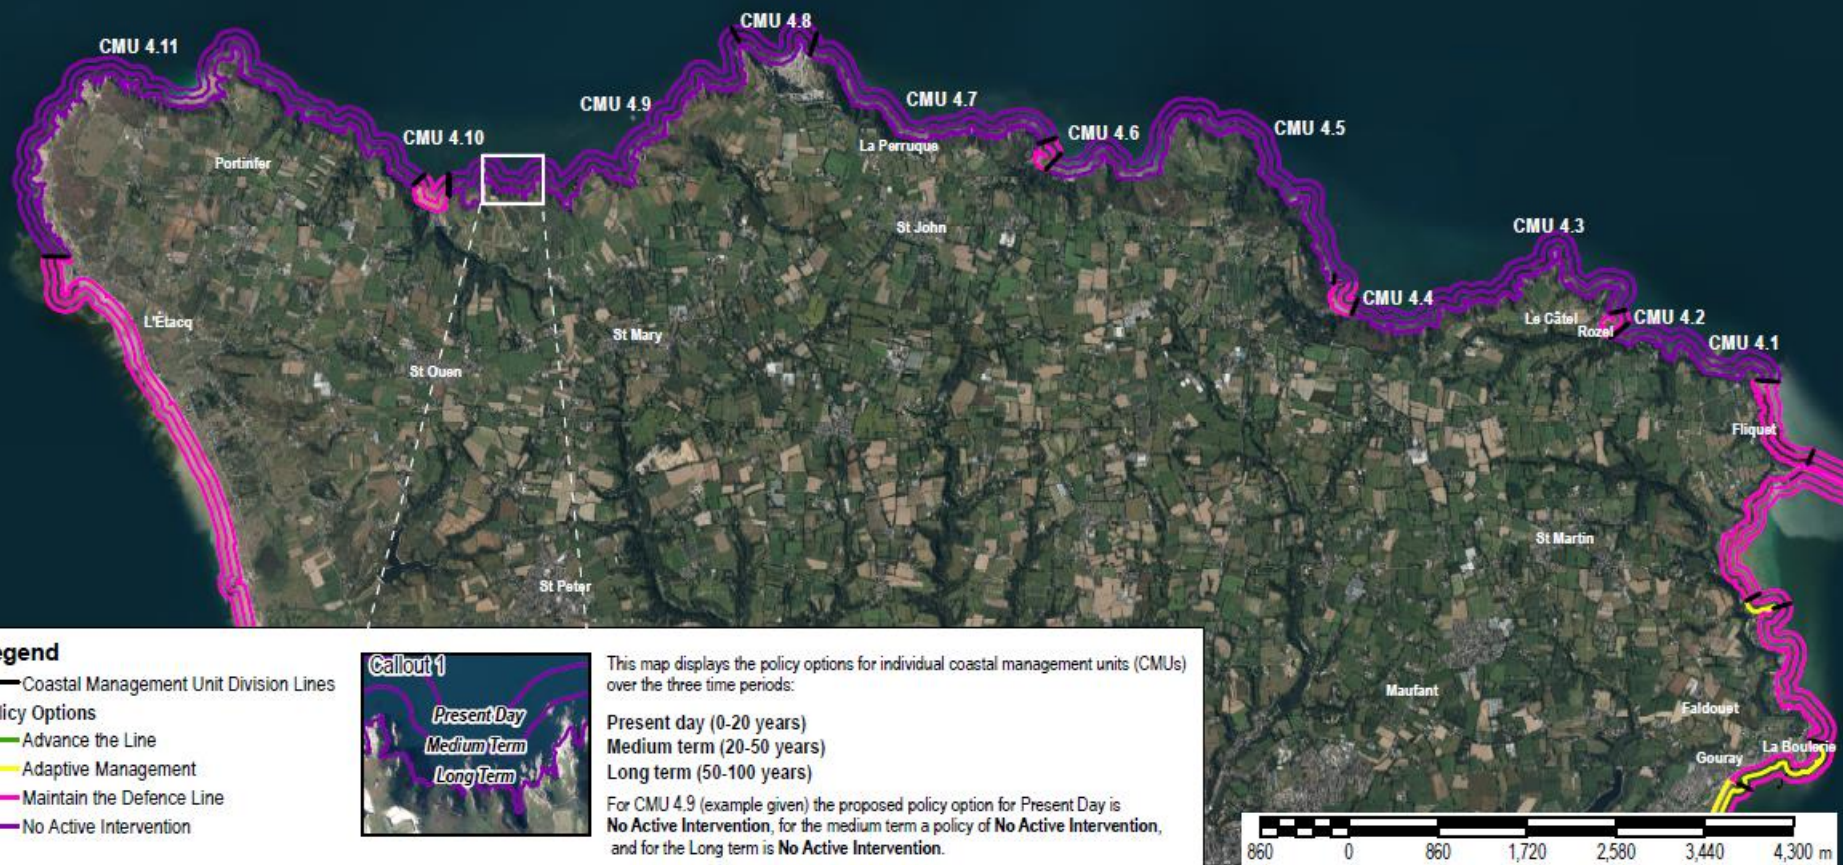 CMU 4.8
CMU 4.11
CMU 4.9
CMU 4.7
CMU 4.10
CMU 4.6
CMU 4.5
La Perruque
Portinfer
St John
CMU 4.3
CMU 4.4
L'Étacq
Le Câtel
Rozel
CMU 4.2
St Mary
CMU 4.1
St Ouen
Fliquet
St Martin
St Peter
Maufant
Faldouet
La Boulerie
Gouray
egend
Coastal Management Unit Division Lines
licy Options
Advance the Line
Adaptive Management
Maintain the Defence Line
No Active Intervention
Callout 1
Present Day
Medium Term
Long Term
This map displays the policy options for individual coastal management units (CMUs)
over the three time periods:
Present day (0-20 years)
Medium term (20-50 years)
Long term (50-100 years)
For CMU 4.9 (example given) the proposed policy option for Present Day is
No Active Intervention, for the medium term a policy of No Active Intervention,
and for the Long term is No Active Intervention.
860 0 860 1,720 2,580 3,440 4,300 m